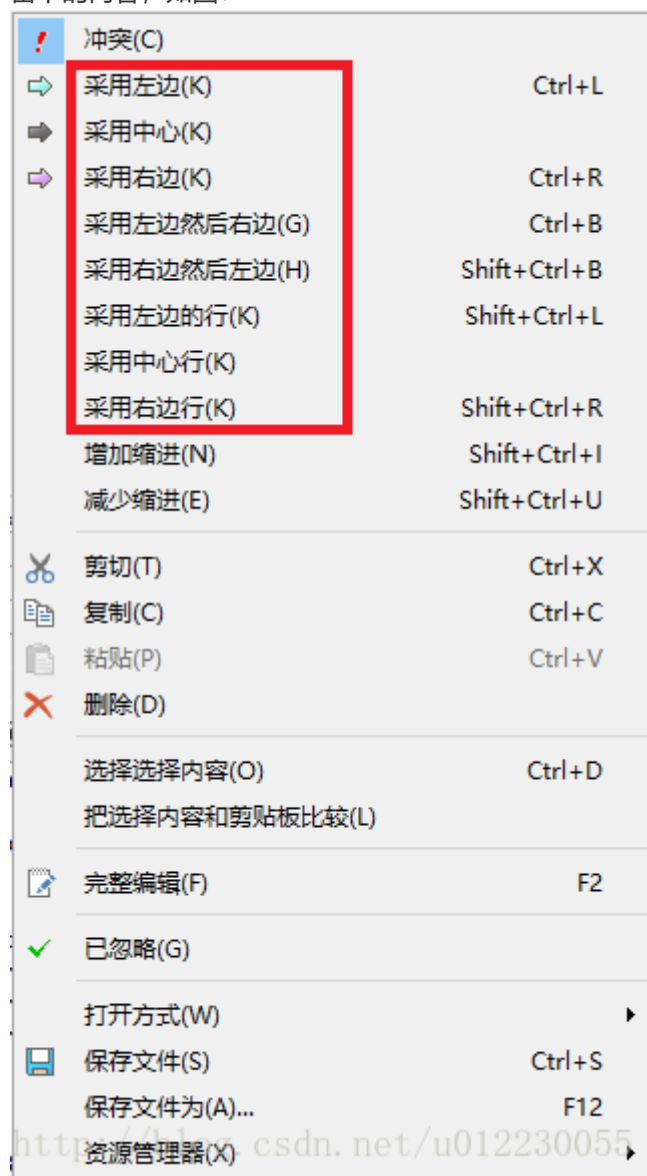 冲突(C)
采用左边(K) Ctrl+L
采用中心(K)
采用右边(K) Ctrl+R
采用左边然后右边(G) Ctrl+B
采用右边然后左边(H) Shift+Ctrl+B
采用左边的行(K) Shift+Ctrl+L
采用中心行(K)
采用右边行(K) Shift+Ctrl+R
增加缩进(N) Shift+Ctrl+I
减少缩进(E) Shift+Ctrl+U
剪切(T) Ctrl+X
复制(C) Ctrl+C
粘贴(P) Ctrl+V
删除(D)
选择选择内容(O) Ctrl+D
把选择内容和剪贴板比较(L)
完整编辑(F) F2
已忽略(G)
打开方式(W)
保存文件(S) Ctrl+S
保存文件为(A)... F12
资源管理器(X)
http://blog.csdn.net/u012230055